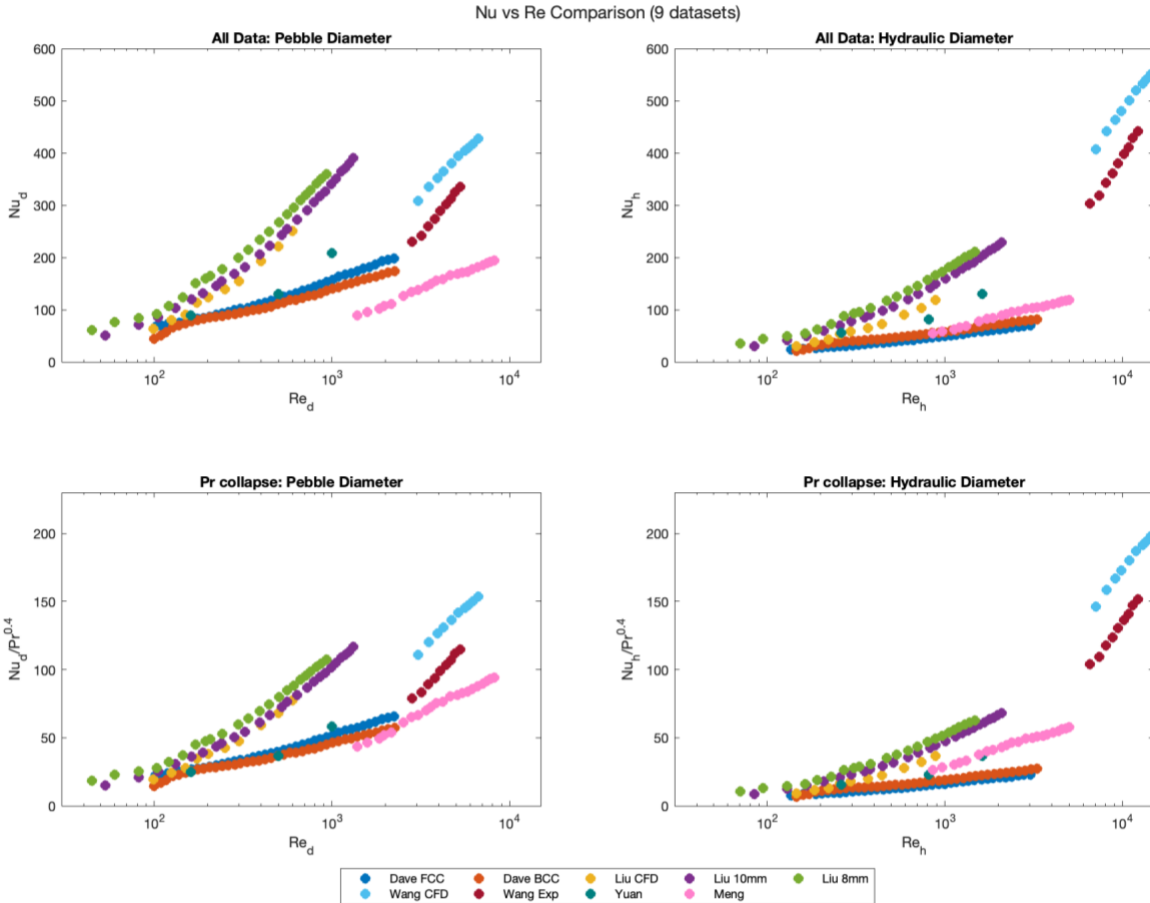 Nu vs Re Comparison (9 datasets)
All Data: Pebble Diameter
600
500
400
300
200
100
0
Nu_d
10^2
10^3
10^4
Re_d
All Data: Hydraulic Diameter
600
500
400
300
200
100
0
Nu_h
10^2
10^3
10^4
Re_h
Pr collapse: Pebble Diameter
200
150
100
50
0
Nu_d/Pr^0.4
10^2
10^3
10^4
Re_d
Pr collapse: Hydraulic Diameter
200
150
100
50
0
Nu_h/Pr^0.4
10^2
10^3
10^4
Re_h
Dave FCC Dave BCC Liu CFD Liu 10mm Liu 8mm
Wang CFD Wang Exp Yuan Meng